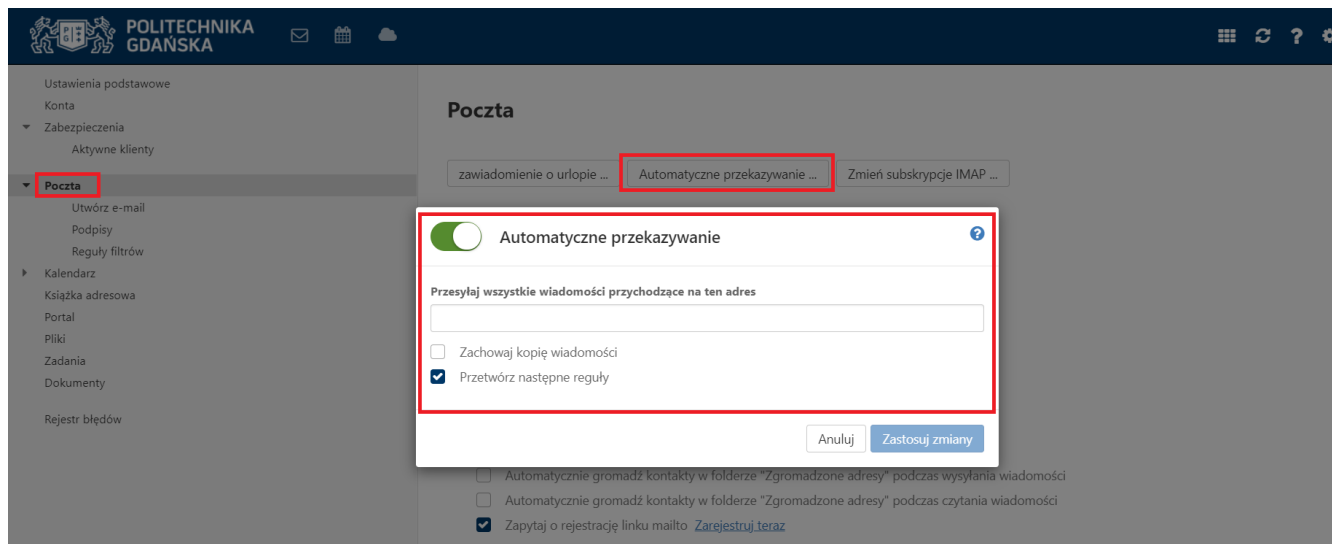 POLITECHNIKA
GDAŃSKA
Ustawienia podstawowe
Konta
Zabezpieczenia
Aktywne klienty
Poczta
Utwórz e-mail
Podpisy
Reguły filtrów
Kalendarz
Książka adresowa
Portal
Pliki
Zadania
Dokumenty
Rejestr błędów
Poczta
zawiadomienie o urlopie ... Automatyczne przekazywanie ... Zmień subskrypcje IMAP ...
Automatyczne przekazywanie
Przesyłaj wszystkie wiadomości przychodzące na ten adres
Zachowaj kopię wiadomości
Przetwórz następne reguły
Anuluj Zastosuj zmiany
Automatycznie gromadź kontakty w folderze "Zgromadzone adresy" podczas wysyłania wiadomości
Automatycznie gromadź kontakty w folderze "Zgromadzone adresy" podczas czytania wiadomości
Zapytaj o rejestrację linku mailto Zarejestruj teraz